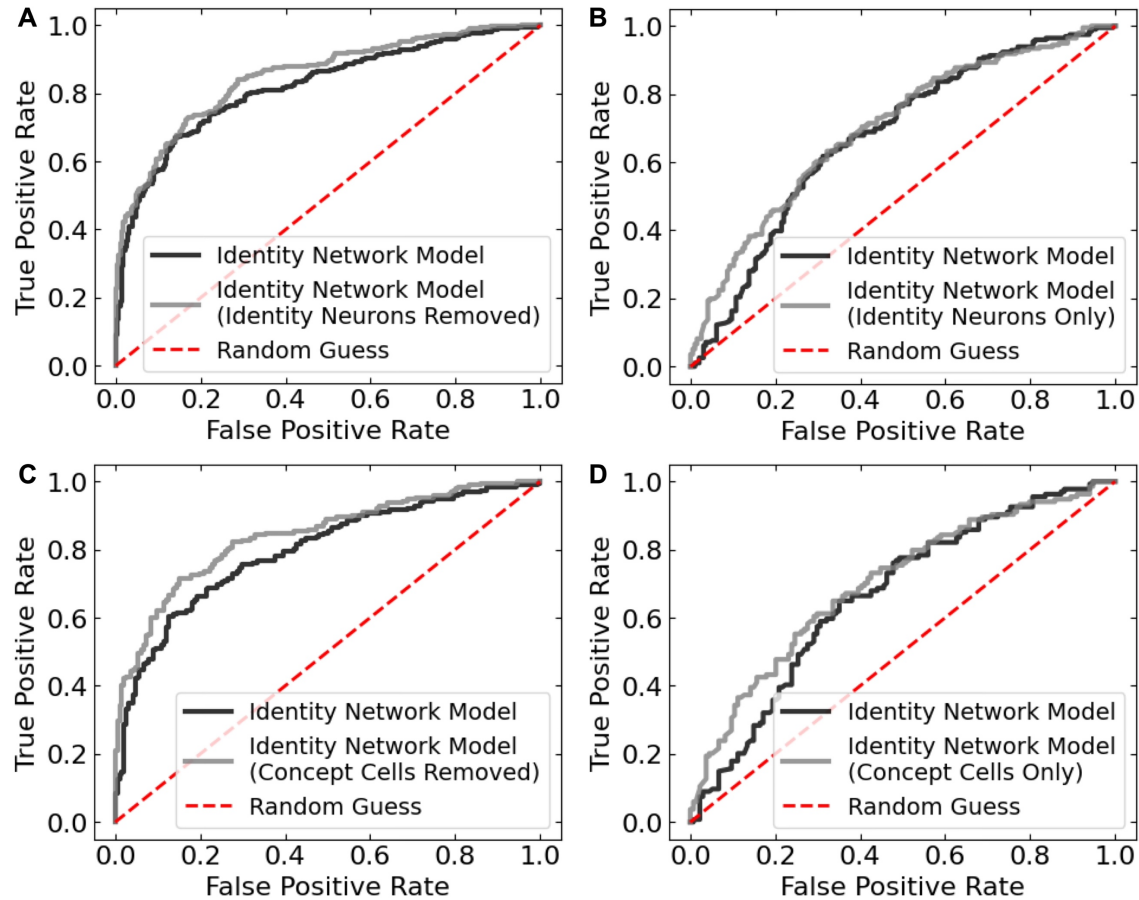 A
True Positive Rate
1.0
0.8
0.6
0.4
0.2
0.0
Identity Network Model
Identity Network Model
(Identity Neurons Removed)
Random Guess
0.0 0.2 0.4 0.6 0.8 1.0
False Positive Rate
B
True Positive Rate
1.0
0.8
0.6
0.4
0.2
0.0
Identity Network Model
Identity Network Model
(Identity Neurons Only)
Random Guess
0.0 0.2 0.4 0.6 0.8 1.0
False Positive Rate
C
True Positive Rate
1.0
0.8
0.6
0.4
0.2
0.0
Identity Network Model
Identity Network Model
(Concept Cells Removed)
Random Guess
0.0 0.2 0.4 0.6 0.8 1.0
False Positive Rate
D
True Positive Rate
1.0
0.8
0.6
0.4
0.2
0.0
Identity Network Model
Identity Network Model
(Concept Cells Only)
Random Guess
0.0 0.2 0.4 0.6 0.8 1.0
False Positive Rate